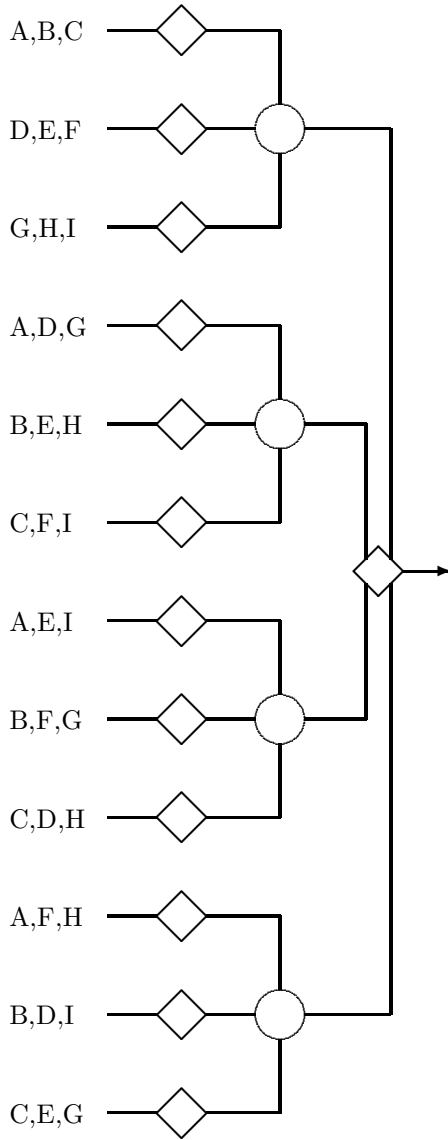 A,B,C
D,E,F
G,H,I
A,D,G
B,E,H
C,F,I
A,E,I
B,F,G
C,D,H
A,F,H
B,D,I
C,E,G